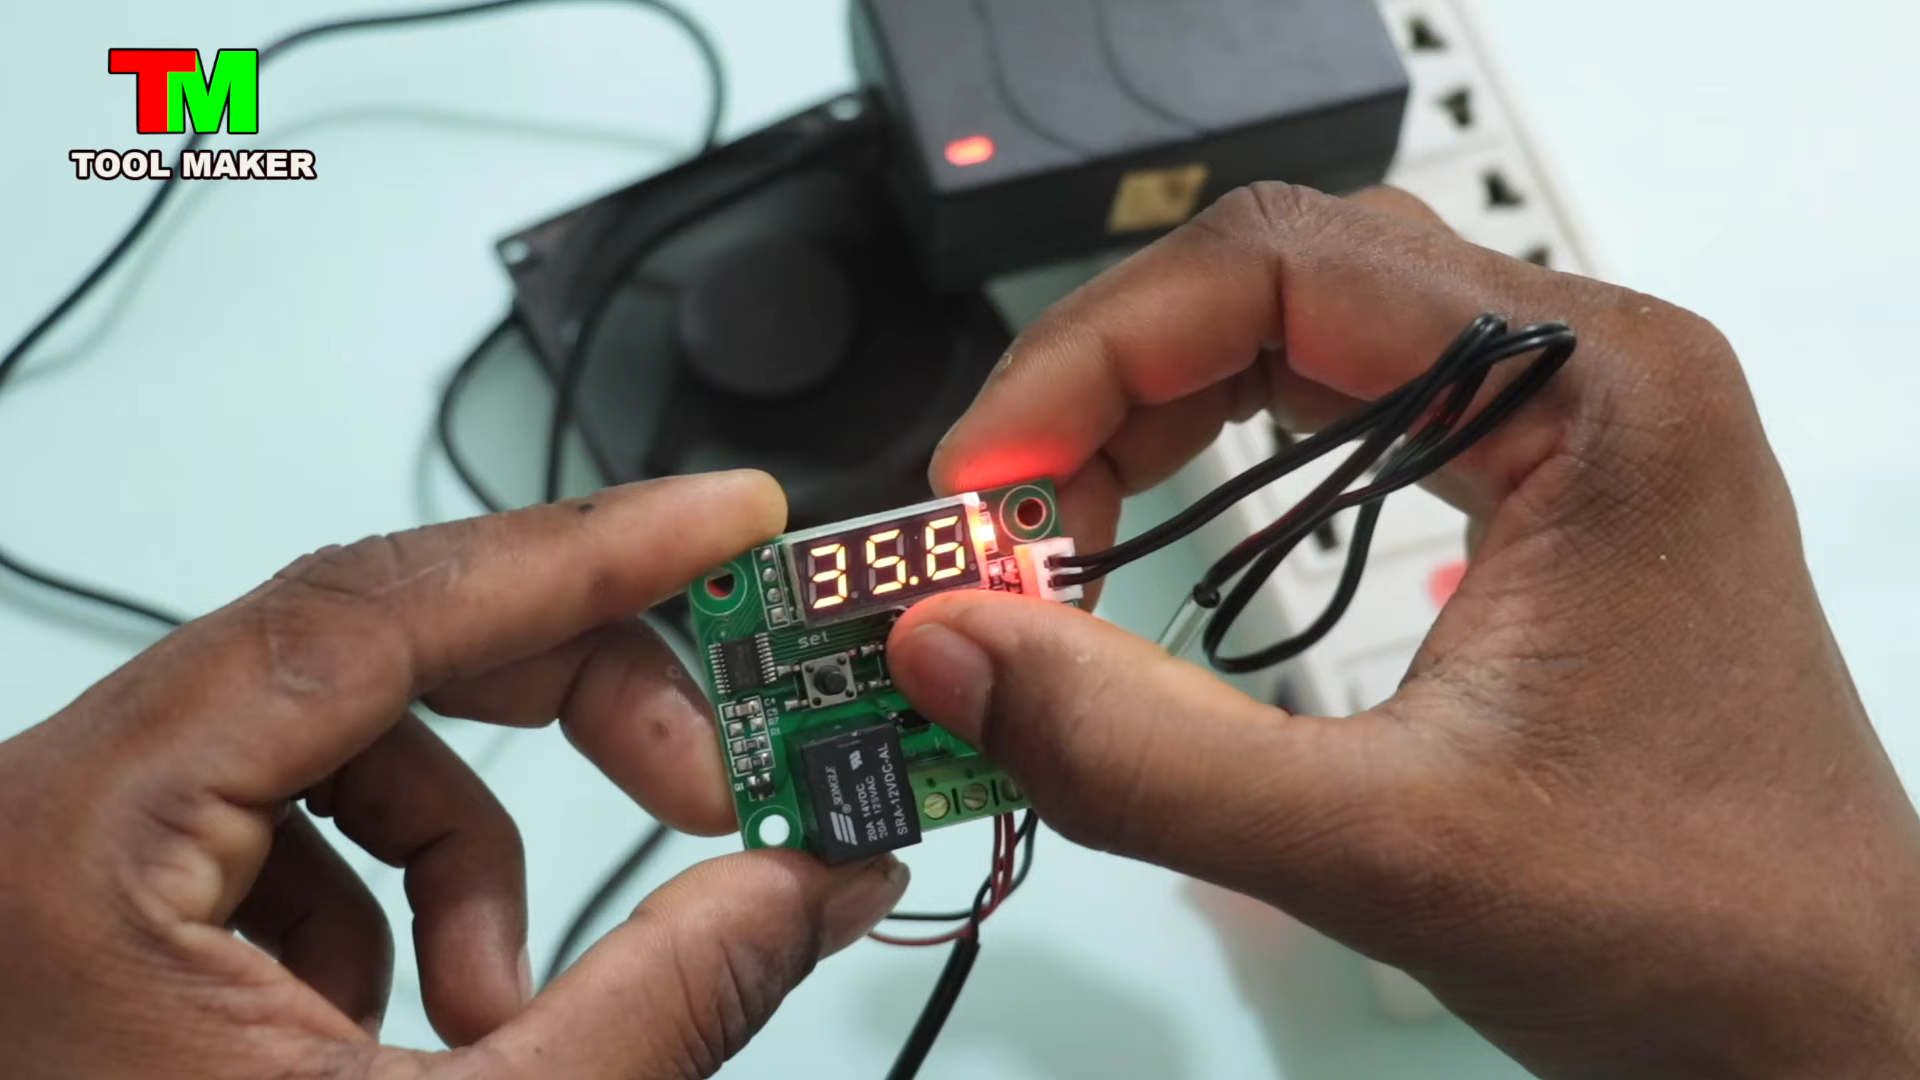 TM
TOOL MAKER
35.6
set
SONGLE
20A 14VDC
20A 125VAC
SRA-12VDC-AL